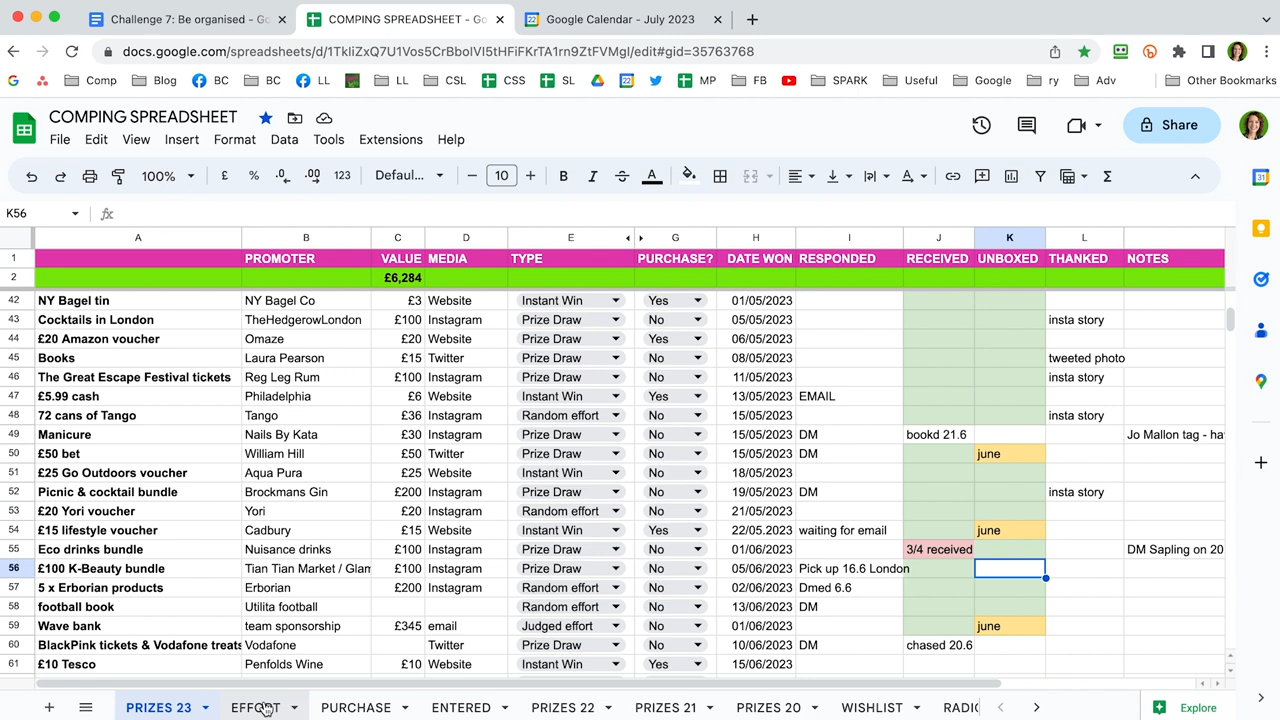 Challenge 7: Be organised - Go
COMPING SPREADSHEET - Go
Google Calendar - July 2023
docs.google.com/spreadsheets/d/1TkliZxQ7U1Vos5CrBboIVI5tHFiFKrTA1rn9ZtFVMgI/edit#gid=35763768
Comp Blog BC BC LL LL CSL CSS SL MP FB SPARK Useful Google ry Adv Other Bookmarks
COMPING SPREADSHEET
File Edit View Insert Format Data Tools Extensions Help
Share
100% £ % .0 .00 123 Defaul... 10 B I A Σ
K56 fx
A B C D E G H I J K L
1 PROMOTER VALUE MEDIA TYPE PURCHASE? DATE WON RESPONDED RECEIVED UNBOXED THANKED NOTES
2 £6,284
42 NY Bagel tin NY Bagel Co £3 Website Instant Win Yes 01/05/2023
43 Cocktails in London TheHedgerowLondon £100 Instagram Prize Draw No 05/05/2023 insta story
44 £20 Amazon voucher Omaze £20 Website Prize Draw Yes 06/05/2023
45 Books Laura Pearson £15 Twitter Prize Draw No 08/05/2023 tweeted photo
46 The Great Escape Festival tickets Reg Leg Rum £100 Instagram Prize Draw No 11/05/2023 insta story
47 £5.99 cash Philadelphia £6 Website Instant Win Yes 13/05/2023 EMAIL
48 72 cans of Tango Tango £36 Instagram Random effort No 15/05/2023 insta story
49 Manicure Nails By Kata £30 Instagram Prize Draw No 15/05/2023 DM bookd 21.6 Jo Mallon tag - ha
50 £50 bet William Hill £50 Twitter Prize Draw No 15/05/2023 DM june
51 £25 Go Outdoors voucher Aqua Pura £25 Website Instant Win No 18/05/2023
52 Picnic & cocktail bundle Brockmans Gin £200 Instagram Prize Draw No 19/05/2023 DM insta story
53 £20 Yori voucher Yori £20 Instagram Random effort No 21/05/2023
54 £15 lifestyle voucher Cadbury £15 Website Instant Win Yes 22/05.2023 waiting for email june
55 Eco drinks bundle Nuisance drinks £100 Instagram Prize Draw No 01/06/2023 3/4 received DM Sapling on 20
56 £100 K-Beauty bundle Tian Tian Market / Glam £100 Instagram Prize Draw No 05/06/2023 Pick up 16.6 London
57 5 x Erborian products Erborian £200 Instagram Random effort No 07/06/2023 Dmed 6.6
58 football book Utilita football Random effort No 13/06/2023 DM
59 Wave bank team sponsorship £345 email Judged effort No 01/06/2023 june
60 BlackPink tickets & Vodafone treats Vodafone Twitter Prize Draw No 10/06/2023 DM chased 20.6
61 £10 Tesco Penfolds Wine £10 Website Instant Win Yes 15/06/2023
PRIZES 23 EFFORT PURCHASE ENTERED PRIZES 22 PRIZES 21 PRIZES 20 WISHLIST RADIO Explore